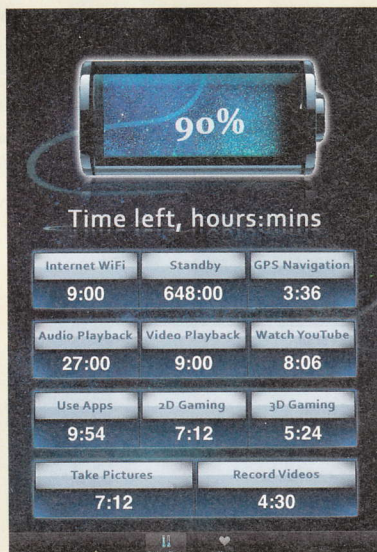 90%
Time left, hours:mins
Internet WiFi Standby GPS Navigation
9:00 648:00 3:36
Audio Playback Video Playback Watch YouTube
27:00 9:00 8:06
Use Apps 2D Gaming 3D Gaming
9:54 7:12 5:24
Take Pictures Record Videos
7:12 4:30